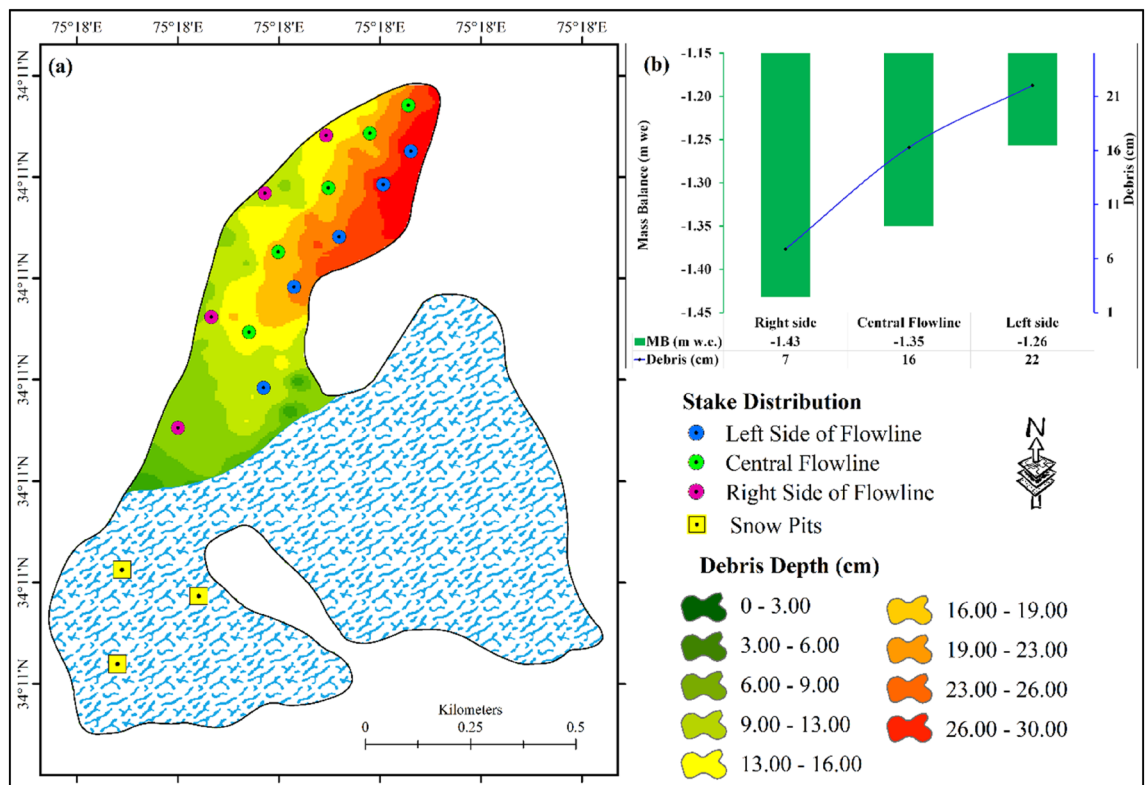 75° 18'E 75° 18'E 75° 18'E 75° 18'E 75° 18'E
(a)
34° 11'N
34° 11'N
34° 11'N
34° 11'N
34° 11'N
34° 11'N
34° 11'N
Kilometers
0 0.25 0.5
(b)
Mass Balance (m we)
-1.15
-1.20
-1.25
-1.30
-1.35
-1.40
-1.45
21
16
11
6
1
Debris (cm)
Right side Central Flowline Left side
MB (m w.e.) -1.43 -1.35 -1.26
Debris (cm) 7 16 22
Stake Distribution
Left Side of Flowline
Central Flowline
Right Side of Flowline
Snow Pits
N
Debris Depth (cm)
0 - 3.00
3.00 - 6.00
6.00 - 9.00
9.00 - 13.00
13.00 - 16.00
16.00 - 19.00
19.00 - 23.00
23.00 - 26.00
26.00 - 30.00